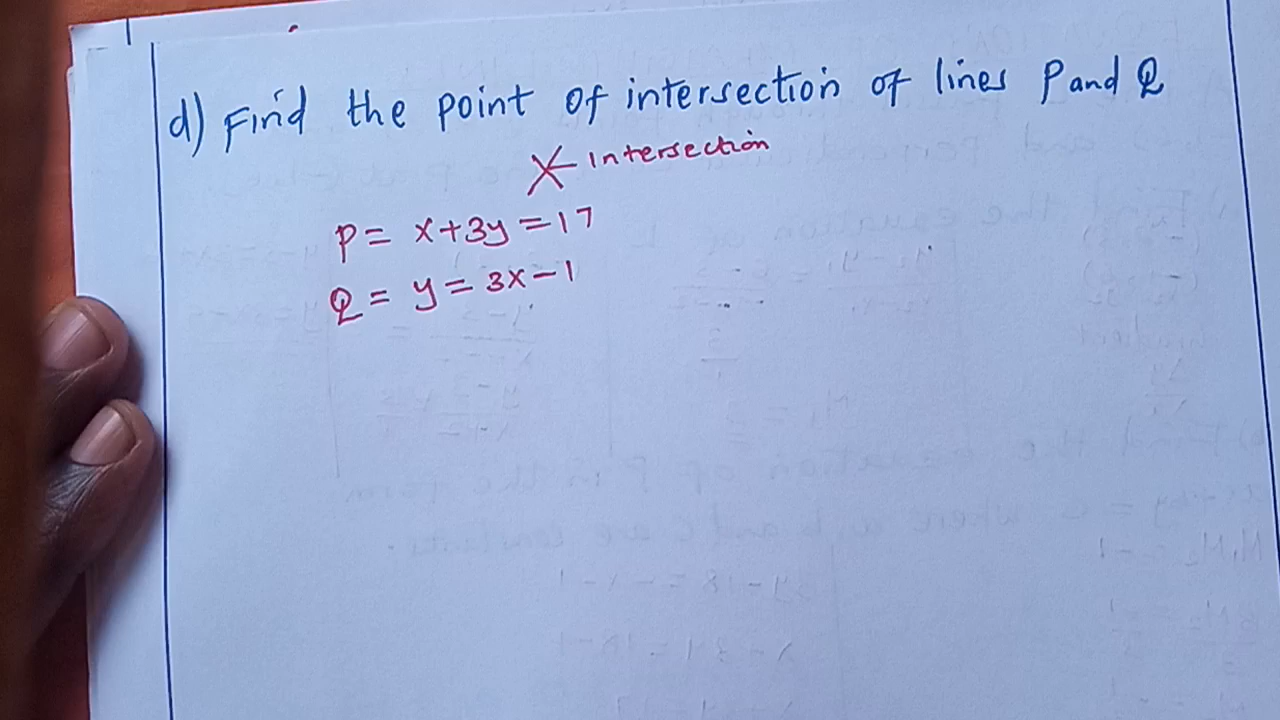 d) Find the point of intersection of lines P and Q
X- Intersection
P = x+3y = 17
Q = y = 3x-1